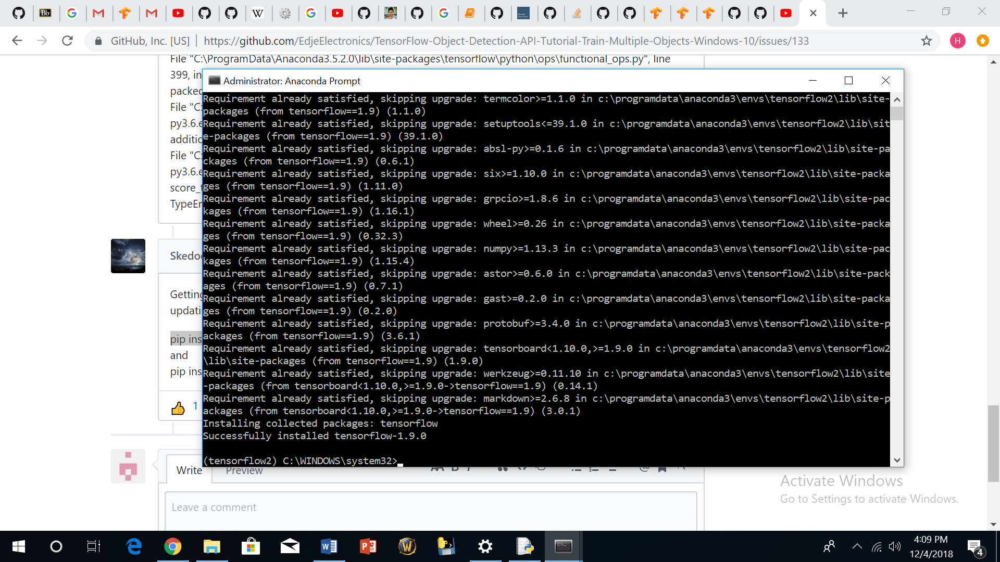 GitHub, Inc. [US] | https://github.com/EdjeElectronics/TensorFlow-Object-Detection-API-Tutorial-Train-Multiple-Objects-Windows-10/issues/133
File "C:\ProgramData\Anaconda3.5.2.0\lib\site-packages\tensorflow\python\ops\functional_ops.py", line
399, in
packed
File "C:
py3.6.e
additio
File "C:
py3.6.e
score_t
TypeEr
Administrator: Anaconda Prompt
Requirement already satisfied, skipping upgrade: termcolor>=1.1.0 in c:\programdata\anaconda3\envs\tensorflow2\lib\site-
packages (from tensorflow==1.9) (1.1.0)
Requirement already satisfied, skipping upgrade: setuptools<=39.1.0 in c:\programdata\anaconda3\envs\tensorflow2\lib\sit
e-packages (from tensorflow==1.9) (39.1.0)
Requirement already satisfied, skipping upgrade: absl-py>=0.1.6 in c:\programdata\anaconda3\envs\tensorflow2\lib\site-pa
ckages (from tensorflow==1.9) (0.6.1)
Requirement already satisfied, skipping upgrade: six>=1.10.0 in c:\programdata\anaconda3\envs\tensorflow2\lib\site-packa
ges (from tensorflow==1.9) (1.11.0)
Requirement already satisfied, skipping upgrade: grpcio>=1.8.6 in c:\programdata\anaconda3\envs\tensorflow2\lib\site-pac
kages (from tensorflow==1.9) (1.16.1)
Requirement already satisfied, skipping upgrade: wheel>=0.26 in c:\programdata\anaconda3\envs\tensorflow2\lib\site-packa
ges (from tensorflow==1.9) (0.32.3)
Requirement already satisfied, skipping upgrade: numpy>=1.13.3 in c:\programdata\anaconda3\envs\tensorflow2\lib\site-pac
kages (from tensorflow==1.9) (1.15.4)
Requirement already satisfied, skipping upgrade: astor>=0.6.0 in c:\programdata\anaconda3\envs\tensorflow2\lib\site-pack
ages (from tensorflow==1.9) (0.7.1)
Requirement already satisfied, skipping upgrade: gast>=0.2.0 in c:\programdata\anaconda3\envs\tensorflow2\lib\site-packa
ges (from tensorflow==1.9) (0.2.0)
Requirement already satisfied, skipping upgrade: protobuf>=3.4.0 in c:\programdata\anaconda3\envs\tensorflow2\lib\site-p
ackages (from tensorflow==1.9) (3.6.1)
Requirement already satisfied, skipping upgrade: tensorboard<1.10.0,>=1.9.0 in c:\programdata\anaconda3\envs\tensorflow2
\lib\site-packages (from tensorflow==1.9) (1.9.0)
Requirement already satisfied, skipping upgrade: werkzeug>=0.11.10 in c:\programdata\anaconda3\envs\tensorflow2\lib\site
-packages (from tensorboard<1.10.0,>=1.9.0->tensorflow==1.9) (0.14.1)
Requirement already satisfied, skipping upgrade: markdown>=2.6.8 in c:\programdata\anaconda3\envs\tensorflow2\lib\site-p
ackages (from tensorboard<1.10.0,>=1.9.0->tensorflow==1.9) (3.0.1)
Installing collected packages: tensorflow
Successfully installed tensorflow-1.9.0
(tensorflow2) C:\WINDOWS\system32>
Skedo
Getting
updati
pip ins
and
pip ins
1
Write Preview
Leave a comment
Activate Windows
Go to Settings to activate Windows.
4:09 PM
12/4/2018
4